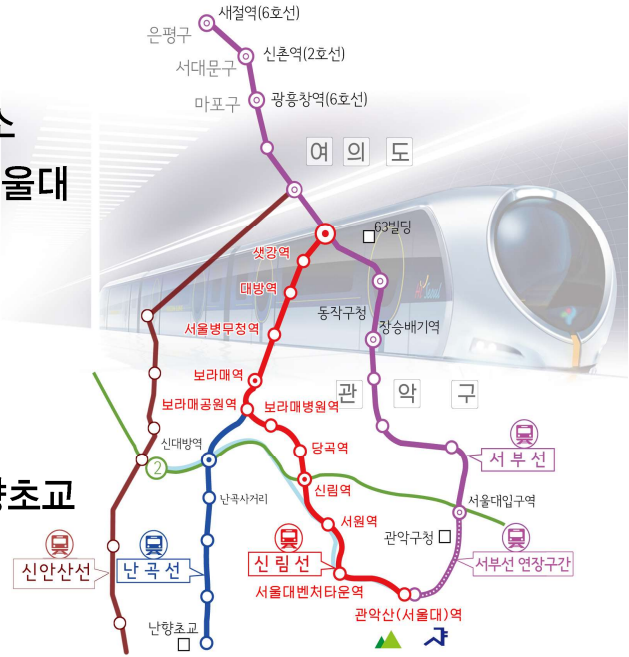 새절역(6호선)
은평구
신촌역(2호선)
서대문구
마포구
광흥창역(6호선)
소
여 의 도
울대
63빌딩
샛강역
대방역
동작구청
서울병무청역
장승배기역
보라매역
관 악 구
보라매공원역
보라매병원역
서부선
신대방역
당곡역
2
신림역
향초교
난곡사거리
서울대입구역
서원역
관악구청
신안산선
난곡선
신림선
서부선 연장구간
서울대벤처타운역
관악산(서울대)역
난향초교